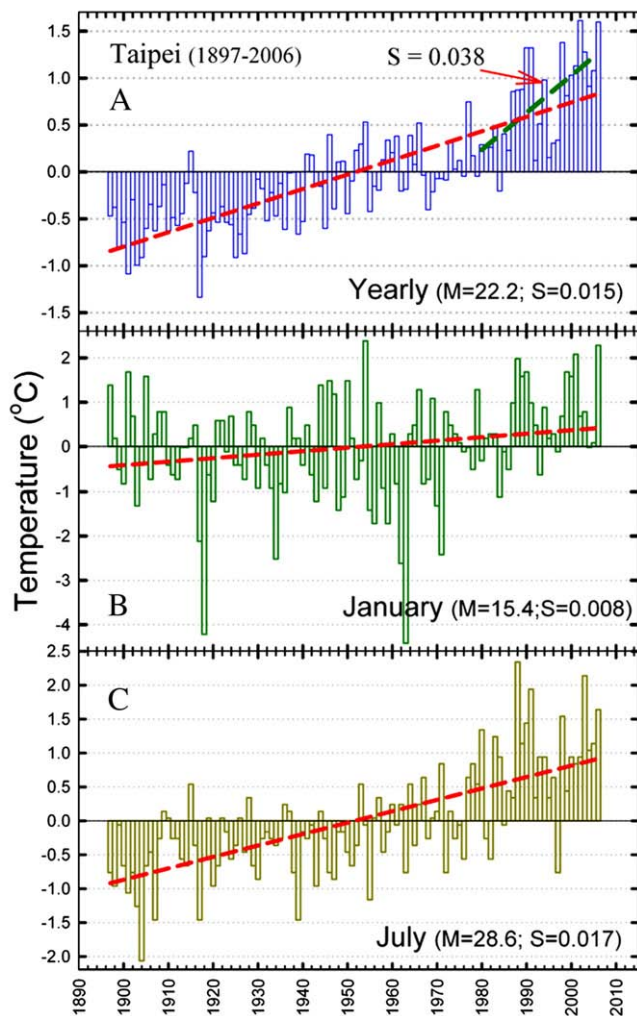 Taipei (1897-2006)
S = 0.038
A
1.5
1.0
0.5
0.0
-0.5
-1.0
-1.5
Yearly (M=22.2; S=0.015)
Temperature (°C)
2
1
0
-1
-2
-3
-4
B
January (M=15.4;S=0.008)
2.5
C
2.0
1.5
1.0
0.5
0.0
-0.5
-1.0
-1.5
-2.0
July (M=28.6; S=0.017)
1890 1900 1910 1920 1930 1940 1950 1960 1970 1980 1990 2000 2010